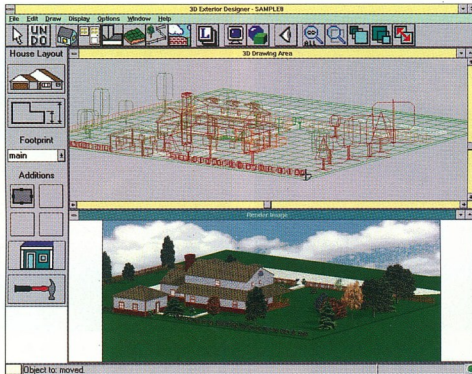 3D Exterior Designer - SAMPLE8
File Edit Draw Display Options Window Help
UN
DO
ALL
House Layout
3D Drawing Area
Footprint
main
Additions
Render Image
Object to: moved.